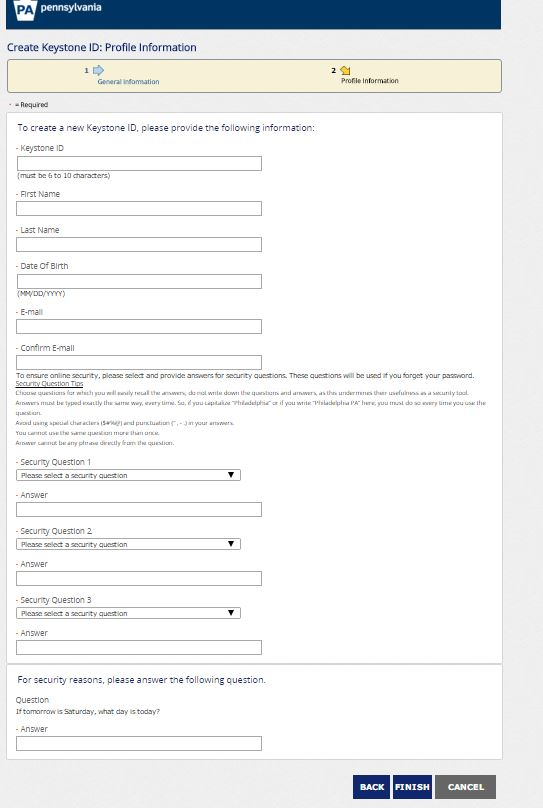 PA pennsylvania
Create Keystone ID: Profile Information
1
General Information
2
Profile Information
* = Required
To create a new Keystone ID, please provide the following information:
* Keystone ID
(must be 6 to 10 characters)
* First Name
* Last Name
* Date Of Birth
(MM/DD/YYYY)
* E-mail
* Confirm E-mail
To ensure online security, please select and provide answers for security questions. These questions will be used if you forget your password.
Security Question Tips
Choose questions for which you will easily recall the answers, do not write down the questions and answers, as this undermines their usefulness as a security tool.
Answers must be typed exactly the same way, every time. So, if you capitalize "Philadelphia" or if you write "Philadelphia PA" here, you must do so every time you use the
question.
Avoid using special characters ($#%@) and punctuation (" , - .) in your answers.
You cannot use the same question more than once.
Answer cannot be any phrase directly from the question.
* Security Question 1
Please select a security question
* Answer
* Security Question 2
Please select a security question
* Answer
* Security Question 3
Please select a security question
* Answer
For security reasons, please answer the following question.
Question
If tomorrow is Saturday, what day is today?
* Answer
BACK FINISH CANCEL